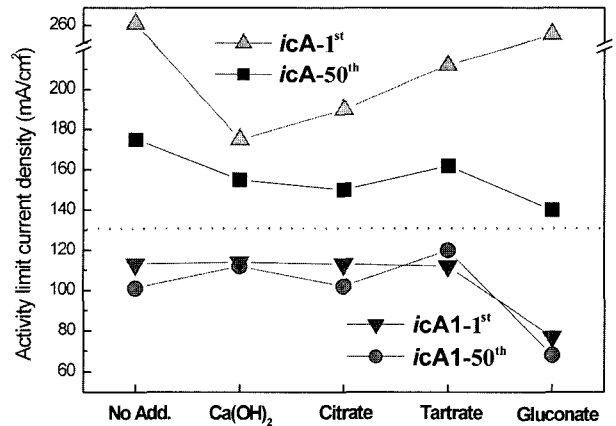 Activity limit current density (mA/cm²)
260
200
180
160
140
120
100
80
60
icA-1st
icA-50th
icA1-1st
icA1-50th
No Add.
Ca(OH)₂
Citrate
Tartrate
Gluconate